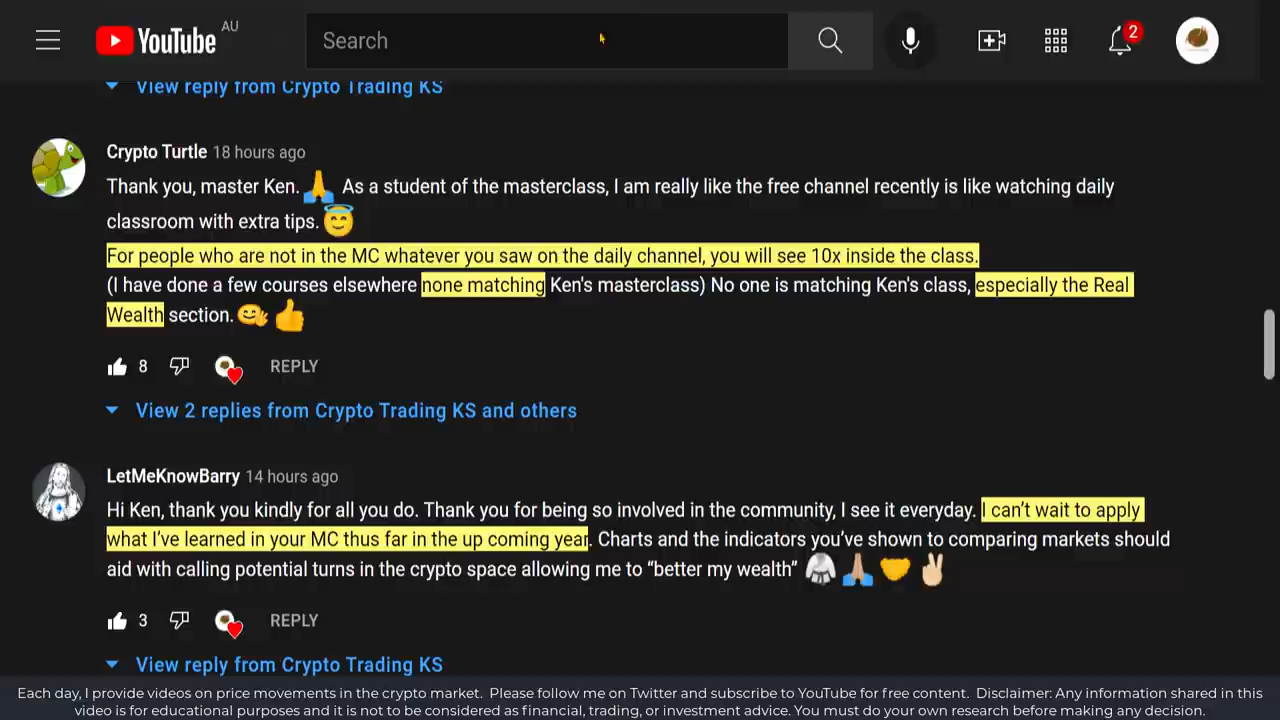 YouTube
AU
Search
2
View reply from Crypto Trading KS
Crypto Turtle 18 hours ago
Thank you, master Ken. 🙏 As a student of the masterclass, I am really like the free channel recently is like watching daily
classroom with extra tips. 😇
For people who are not in the MC whatever you saw on the daily channel, you will see 10x inside the class.
(I have done a few courses elsewhere none matching Ken's masterclass) No one is matching Ken's class, especially the Real
Wealth section. 👏 👍
8 REPLY
View 2 replies from Crypto Trading KS and others
LetMeKnowBarry 14 hours ago
Hi Ken, thank you kindly for all you do. Thank you for being so involved in the community, I see it everyday. I can’t wait to apply
what I’ve learned in your MC thus far in the up coming year. Charts and the indicators you’ve shown to comparing markets should
aid with calling potential turns in the crypto space allowing me to “better my wealth” 🥋 🙏🏼 🤝 ✌🏼
3 REPLY
View reply from Crypto Trading KS
Each day, I provide videos on price movements in the crypto market. Please follow me on Twitter and subscribe to YouTube for free content. Disclaimer: Any information shared in this
video is for educational purposes and it is not to be considered as financial, trading, or investment advice. You must do your own research before making any decision.